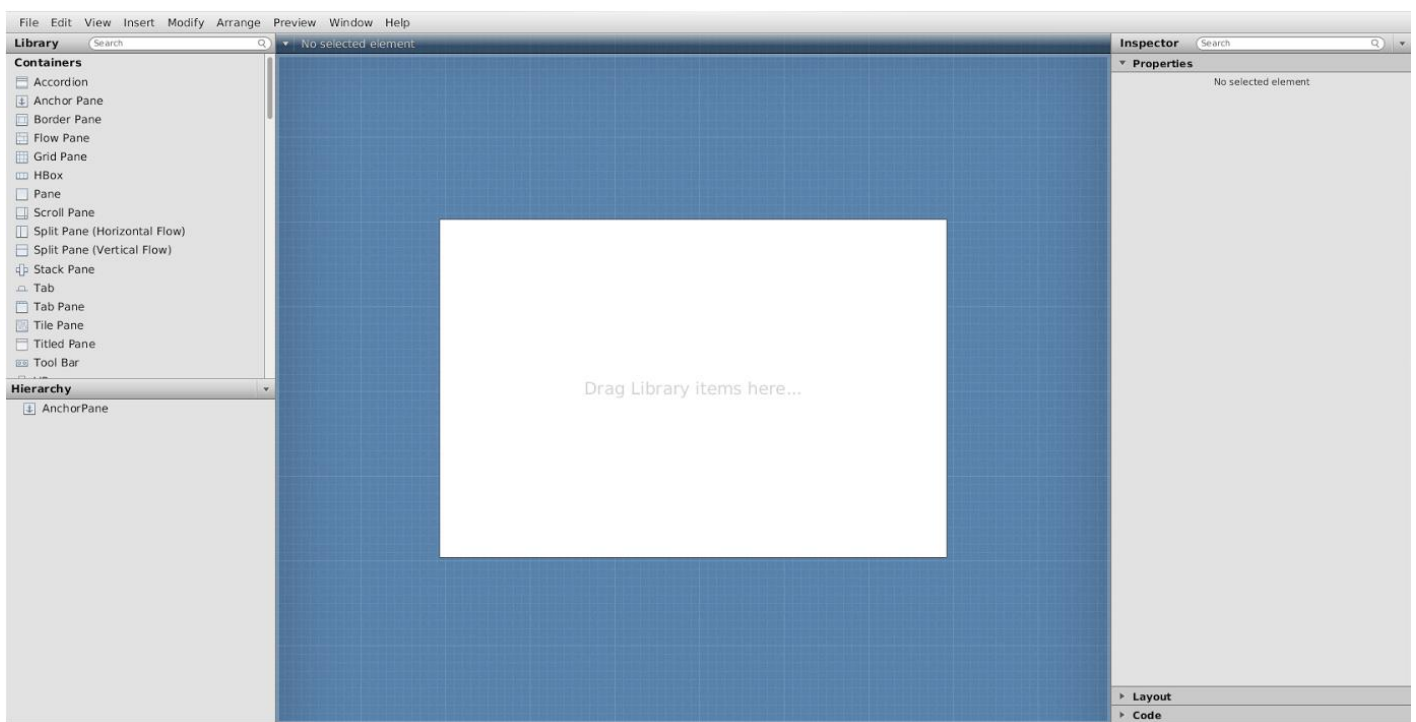 File Edit View Insert Modify Arrange Preview Window Help
Library Search
No selected element
Inspector Search
Containers
Accordion
Anchor Pane
Border Pane
Flow Pane
Grid Pane
HBox
Pane
Scroll Pane
Split Pane (Horizontal Flow)
Split Pane (Vertical Flow)
Stack Pane
Tab
Tab Pane
Tile Pane
Titled Pane
Tool Bar
Hierarchy
AnchorPane
Drag Library items here...
Properties
No selected element
Layout
Code